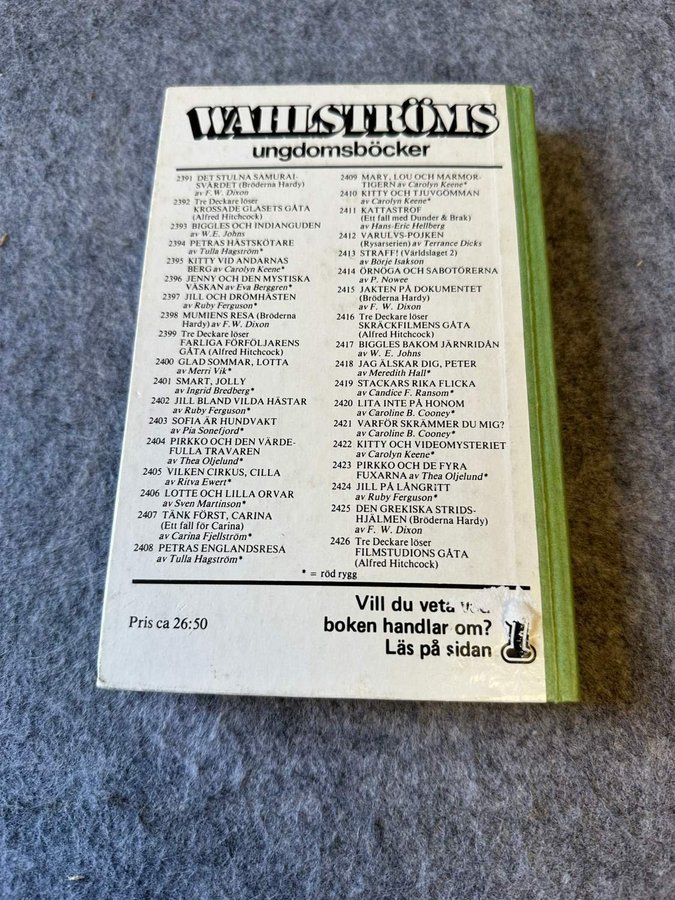 WAHLSTRÖMS
ungdomsböcker
2391 DET STULNA SAMURAI-
SVÄRDET (Bröderna Hardy)
av F. W. Dixon
2392 Tre Deckare löser
KROSSADE GLASETS GÅTA
(Alfred Hitchcock)
2393 BIGGLES OCH INDIANGUDEN
av W.E. Johns
2394 PETRAS HÄSTSKÖTARE
av Tulla Hagström*
2395 KITTY VID ANDARNAS
BERG av Carolyn Keene*
2396 JENNY OCH DEN MYSTISKA
VÄSKAN av Eva Berggren*
2397 JILL OCH DRÖMHÄSTEN
av Ruby Ferguson*
2398 MUMIENS RESA (Bröderna
Hardy) av F.W. Dixon
2399 Tre Deckare löser
FARLIGA FÖRFÖLJARENS
GÅTA (Alfred Hitchcock)
2400 GLAD SOMMAR, LOTTA
av Merri Vik*
2401 SMART, JOLLY
av Ingrid Bredberg*
2402 JILL BLAND VILDA HÄSTAR
av Ruby Ferguson*
2403 SOFIA ÄR HUNDVAKT
av Pia Sonefjord*
2404 PIRKKO OCH DEN VÄRDE-
FULLA TRAVAREN
av Thea Oljelund*
2405 VILKEN CIRKUS, CILLA
av Ritva Ewert*
2406 LOTTE OCH LILLA ORVAR
av Sven Martinson*
2407 TÄNK FÖRST, CARINA
(Ett fall för Carina)
av Carina Fjellström*
2408 PETRAS ENGLANDSRESA
av Tulla Hagström*
2409 MARY, LOU OCH MARMOR-
TIGERN av Carolyn Keene*
2410 KITTY OCH TJUVGÖMMAN
av Carolyn Keene*
2411 KATTASTROF
(Ett fall med Dunder & Brak)
av Hans-Eric Hellberg
2412 VARULVS-POJKEN
(Rysarserien) av Terrance Dicks
2413 STRAFF! (Världslaget 2)
av Börje Isakson
2414 ÖRNÖGA OCH SABOTÖRERNA
av P. Nowee
2415 JAKTEN PÅ DOKUMENTET
(Bröderna Hardy)
av F. W. Dixon
2416 Tre Deckare löser
SKRÄCKFILMENS GÅTA
(Alfred Hitchcock)
2417 BIGGLES BAKOM JÄRNRIDÅN
av W. E. Johns
2418 JAG ÄLSKAR DIG, PETER
av Meredith Hall*
2419 STACKARS RIKA FLICKA
av Candice F. Ransom*
2420 LITA INTE PÅ HONOM
av Caroline B. Cooney*
2421 VARFÖR SKRÄMMER DU MIG?
av Caroline B. Cooney*
2422 KITTY OCH VIDEOMYSTERIET
av Carolyn Keene*
2423 PIRKKO OCH DE FYRA
FUXARNA av Thea Oljelund*
2424 JILL PÅ LÅNGRITT
av Ruby Ferguson*
2425 DEN GREKISKA STRIDS-
HJÄLMEN (Bröderna Hardy)
av F. W. Dixon
2426 Tre Deckare löser
FILMSTUDIONS GÅTA
(Alfred Hitchcock)
* = röd rygg
Pris ca 26:50
Vill du veta
boken handlar om?
Läs på sidan 1